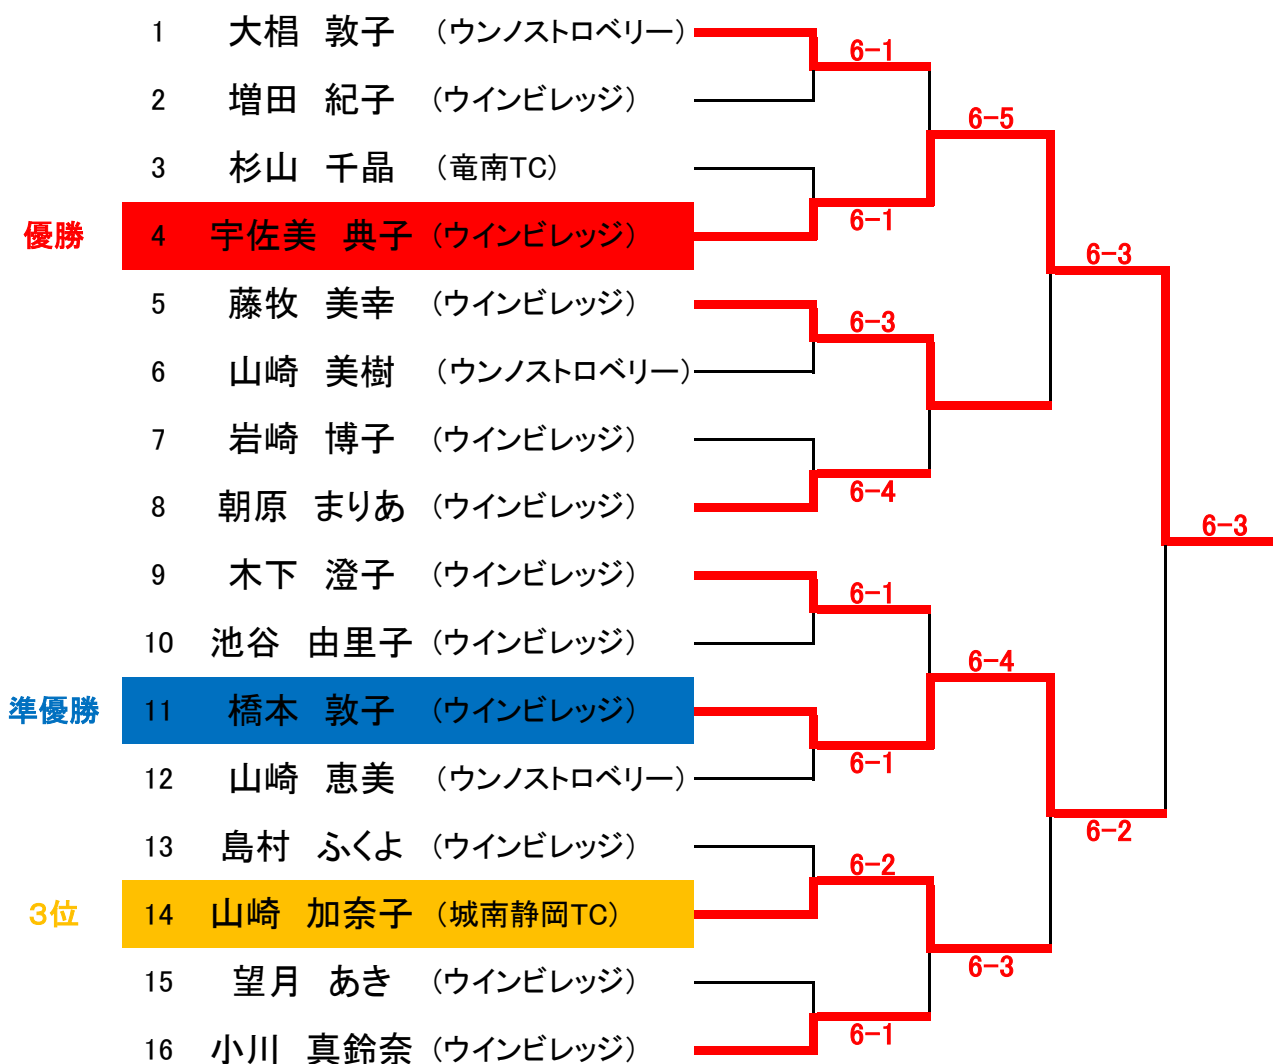 1 大椙 敦子 (ウンノストロベリー)
6-1
2 増田 紀子 (ウインビレッジ)
6-5
3 杉山 千晶 (竜南TC)
6-1
優勝 4 宇佐美 典子 (ウインビレッジ)
6-3
5 藤牧 美幸 (ウインビレッジ)
6-3
6 山崎 美樹 (ウンノストロベリー)
7 岩崎 博子 (ウインビレッジ)
6-4
8 朝原 まりあ (ウインビレッジ)
6-3
9 木下 澄子 (ウインビレッジ)
6-1
10 池谷 由里子 (ウインビレッジ)
6-4
準優勝 11 橋本 敦子 (ウインビレッジ)
6-1
12 山崎 恵美 (ウンノストロベリー)
6-2
13 島村 ふくよ (ウインビレッジ)
6-2
3位 14 山崎 加奈子 (城南静岡TC)
6-3
15 望月 あき (ウインビレッジ)
6-1
16 小川 真鈴奈 (ウインビレッジ)